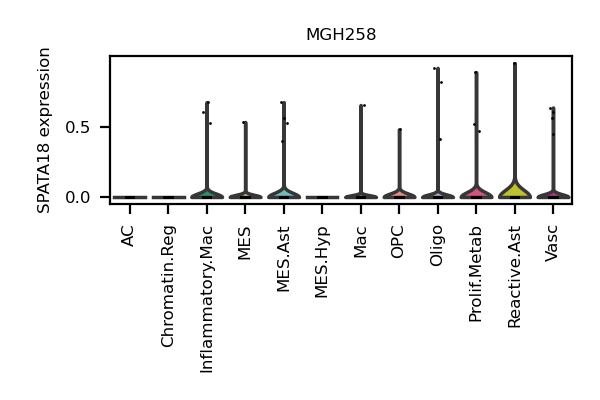 MGH258
SPATA18 expression
0.5
0.0
AC
Chromatin.Reg
Inflammatory.Mac
MES
MES.Ast
MES.Hyp
Mac
OPC
Oligo
Prolif.Metab
Reactive.Ast
Vasc